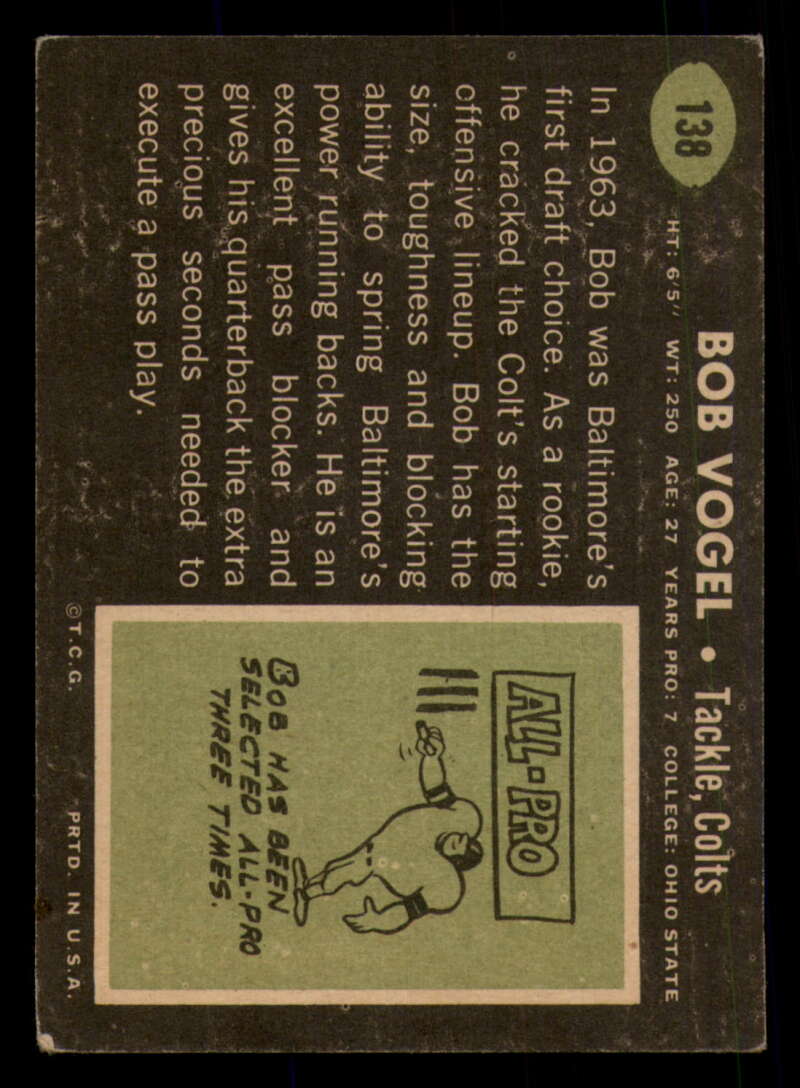 138
BOB VOGEL • Tackle, Colts
HT: 6'5" WT: 250 AGE: 27 YEARS PRO: 7 COLLEGE: OHIO STATE
In 1963, Bob was Baltimore's
first draft choice. As a rookie,
he cracked the Colt's starting
offensive lineup. Bob has the
size, toughness and blocking
ability to spring Baltimore's
power running backs. He is an
excellent pass blocker and
gives his quarterback the extra
precious seconds needed to
execute a pass play.
ALL-PRO
BOB HAS BEEN
SELECTED ALL-PRO
THREE TIMES.
©T.C.G. PRTD. IN U.S.A.